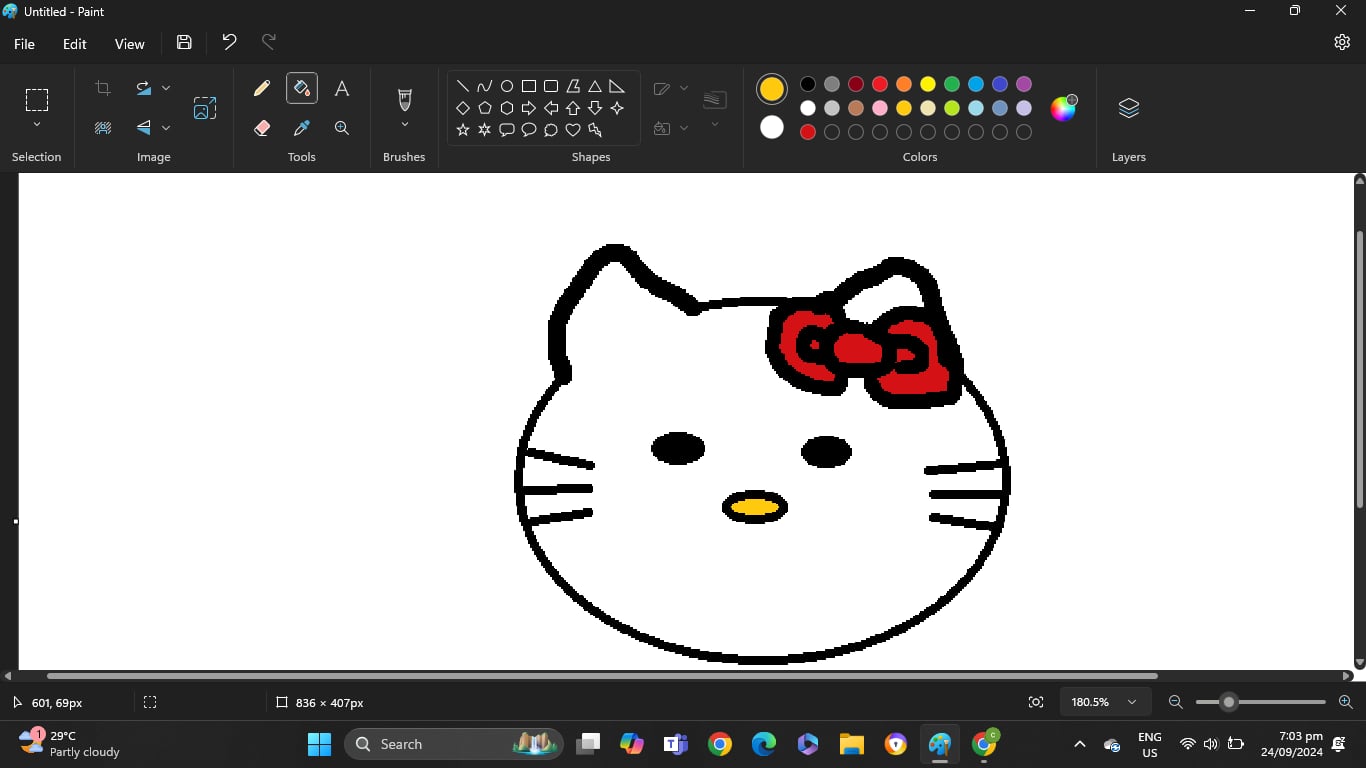 Untitled - Paint
File Edit View
Selection Image Tools Brushes Shapes Colors Layers
601, 69px 836 × 407px 180.5%
1 29°C
Partly cloudy
Search
C
ENG
US
7:03 pm
24/09/2024